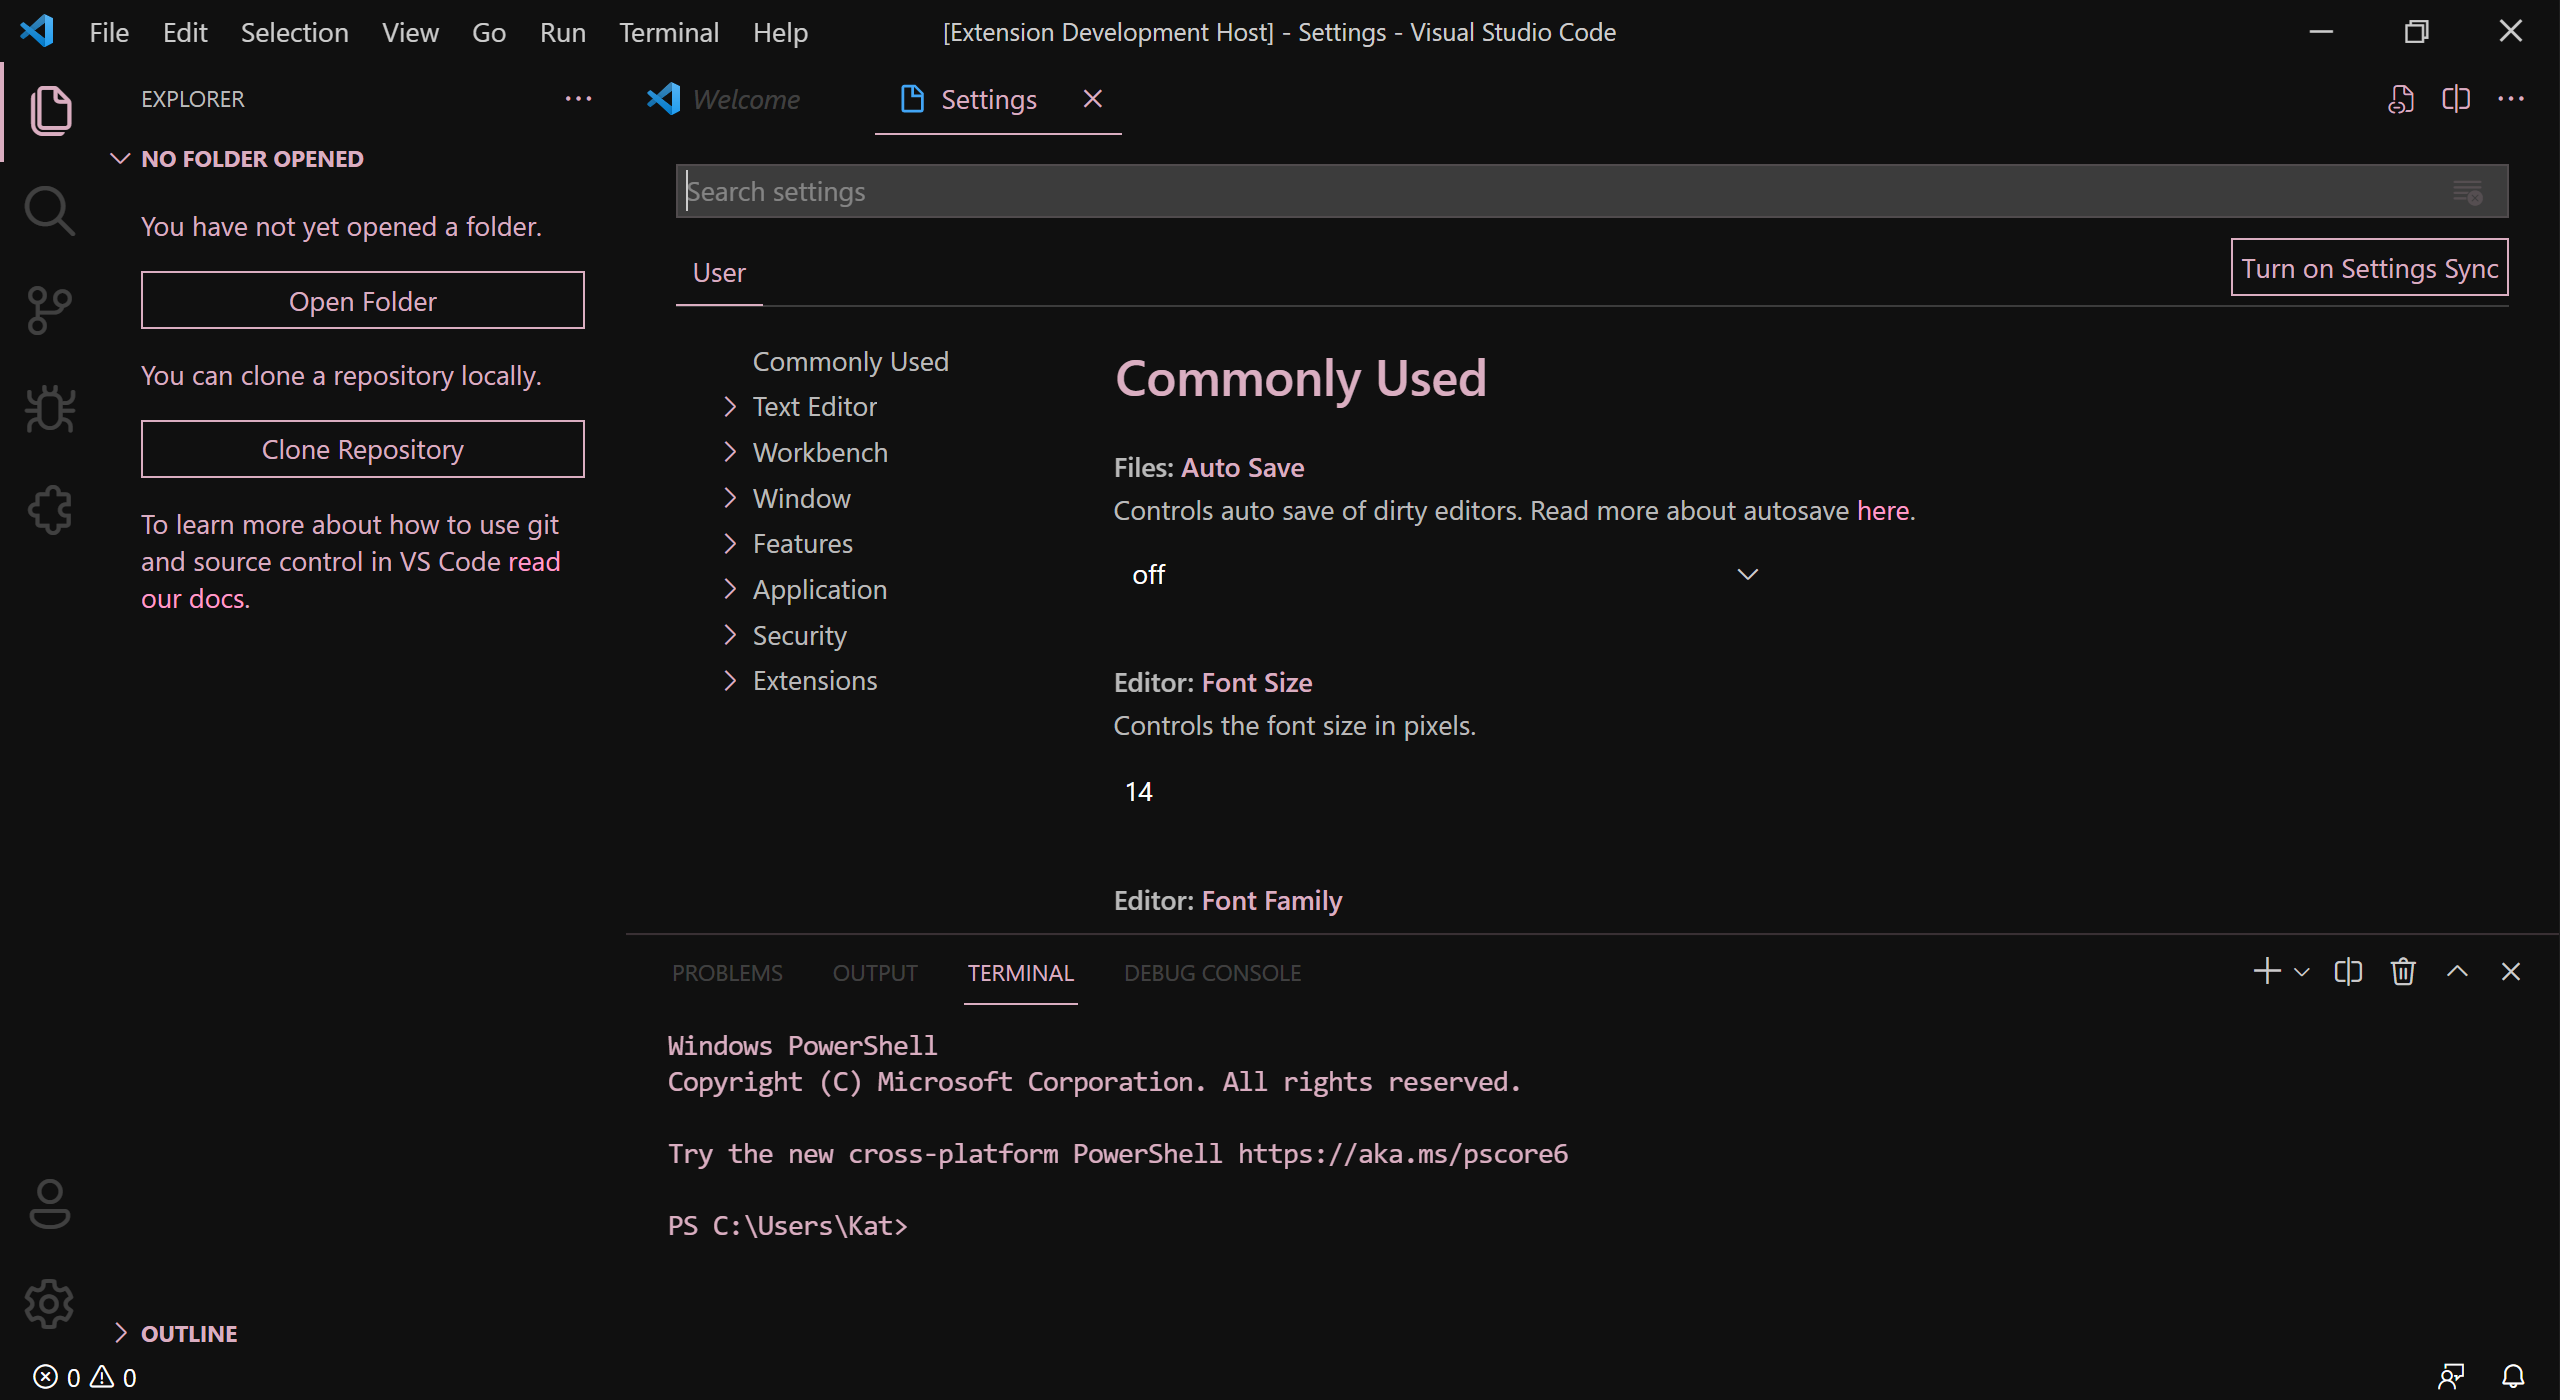 File Edit Selection View Go Run Terminal Help
[Extension Development Host] - Settings - Visual Studio Code
EXPLORER
NO FOLDER OPENED
You have not yet opened a folder.
Open Folder
You can clone a repository locally.
Clone Repository
To learn more about how to use git
and source control in VS Code read
our docs.
OUTLINE
Welcome
Settings
Search settings
User
Turn on Settings Sync
Commonly Used
Text Editor
Workbench
Window
Features
Application
Security
Extensions
Commonly Used
Files: Auto Save
Controls auto save of dirty editors. Read more about autosave here.
off
Editor: Font Size
Controls the font size in pixels.
14
Editor: Font Family
PROBLEMS OUTPUT TERMINAL DEBUG CONSOLE
Windows PowerShell
Copyright (C) Microsoft Corporation. All rights reserved.
Try the new cross-platform PowerShell https://aka.ms/pscore6
PS C:\Users\Kat>
0 0